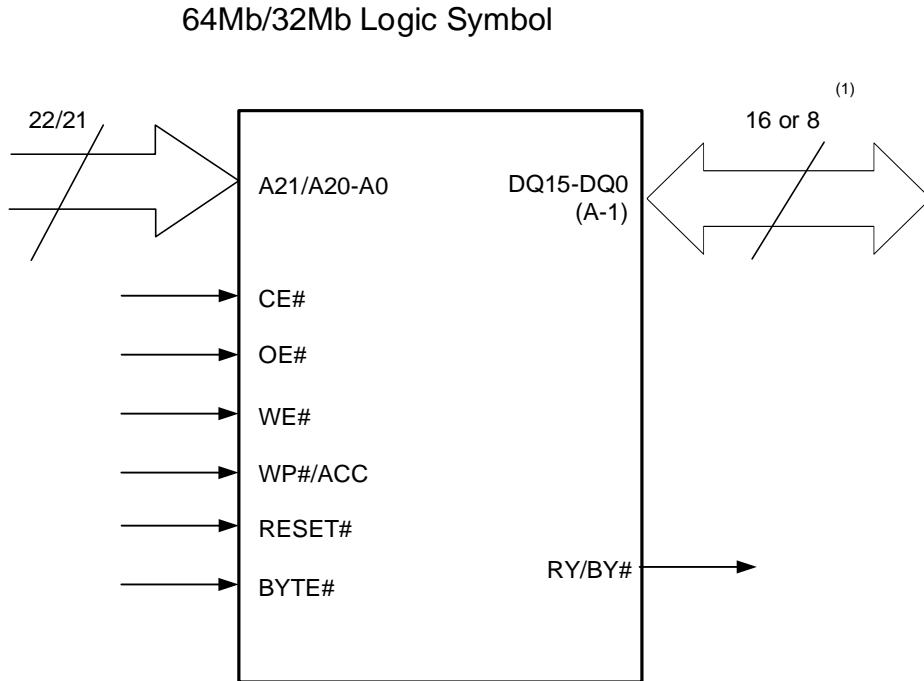 64Mb/32Mb Logic Symbol
22/21
16 or 8 (1)
A21/A20-A0
DQ15-DQ0
(A-1)
CE#
OE#
WE#
WP#/ACC
RESET#
RY/BY#
BYTE#